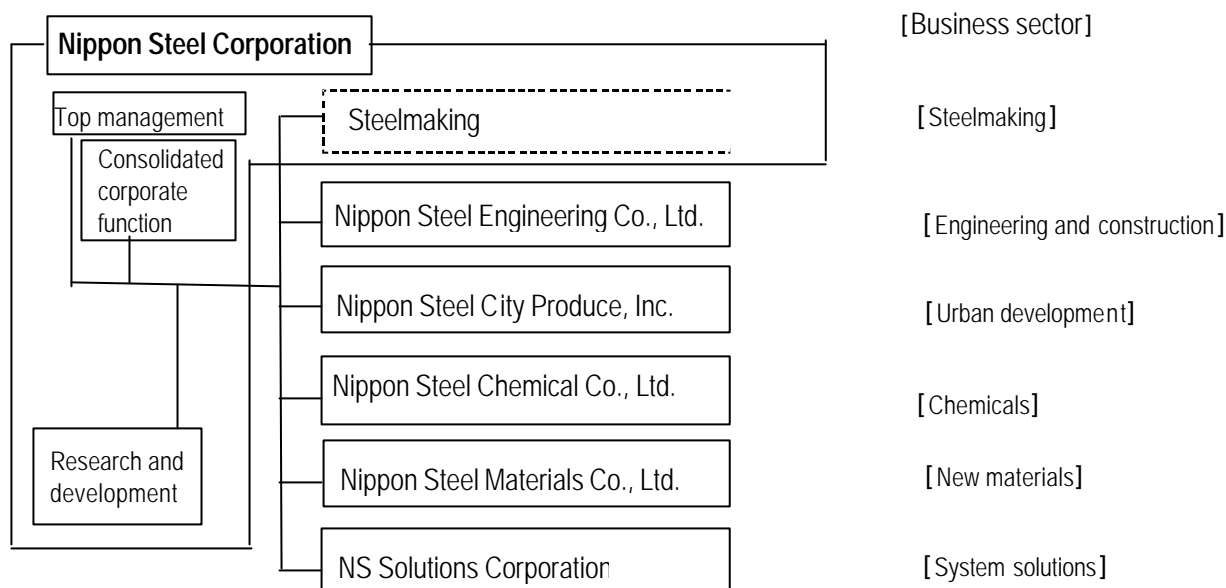 [Business sector]
Nippon Steel Corporation
Top management
Steelmaking
[Steelmaking]
Consolidated
corporate
function
Nippon Steel Engineering Co., Ltd.
[Engineering and construction]
Nippon Steel City Produce, Inc.
[Urban development]
Nippon Steel Chemical Co., Ltd.
[Chemicals]
Research and
development
Nippon Steel Materials Co., Ltd.
[New materials]
NS Solutions Corporation
[System solutions]